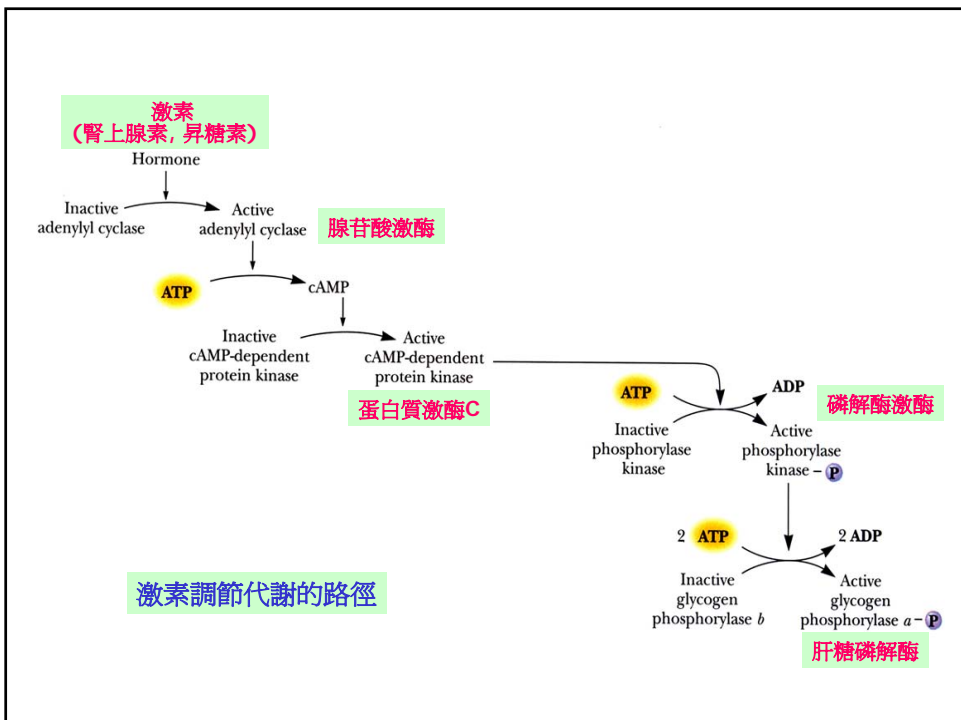 激素
(腎上腺素, 昇糖素)
Hormone
Inactive
adenylyl cyclase
Active
adenylyl cyclase
腺苷酸激酶
ATP
cAMP
Inactive
cAMP-dependent
protein kinase
Active
cAMP-dependent
protein kinase
蛋白質激酶C
ATP
ADP
磷解酶激酶
Inactive
phosphorylase
kinase
Active
phosphorylase
kinase – P
2 ATP
2 ADP
Inactive
glycogen
phosphorylase b
Active
glycogen
phosphorylase a – P
肝糖磷解酶
激素調節代謝的路徑